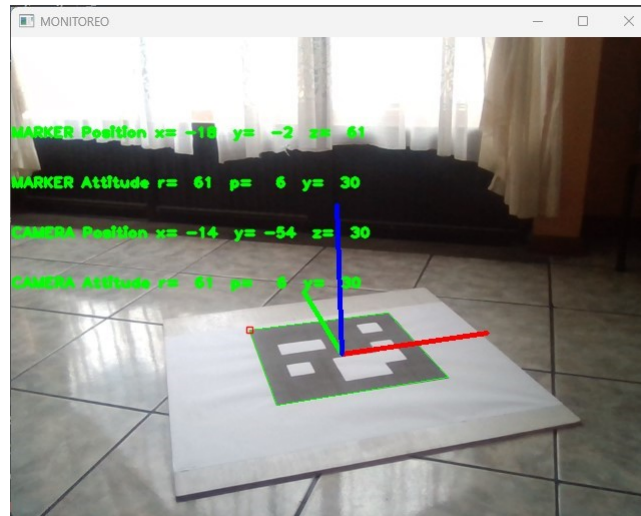 MONITOREO
MARKER Position x= -16 y= -2 z= 61
MARKER Attitude r= 61 p= 6 y= 30
CAMERA Position x= -14 y= -54 z= 30
CAMERA Attitude r= 61 p= 6 y= 30